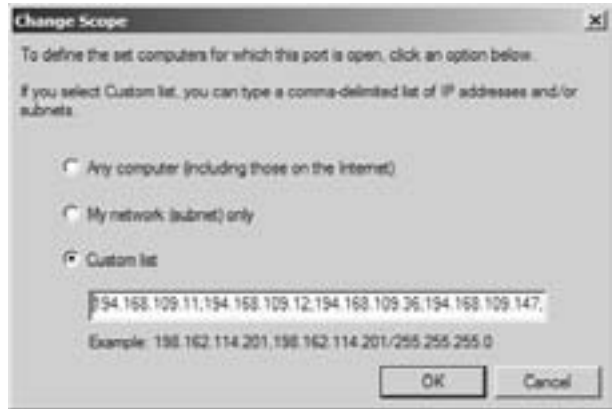 Change Scope
To define the set computers for which this port is open, click an option below.
If you select Custom list, you can type a comma-delimited list of IP addresses and/or
subnets.
Any computer (including those on the Internet)
My network (subnet) only
Custom list
194.168.109.11,194.168.109.12,194.168.109.36,194.168.109.147,
Example: 198.162.114.201,198.162.114.201/255.255.255.0
OK
Cancel